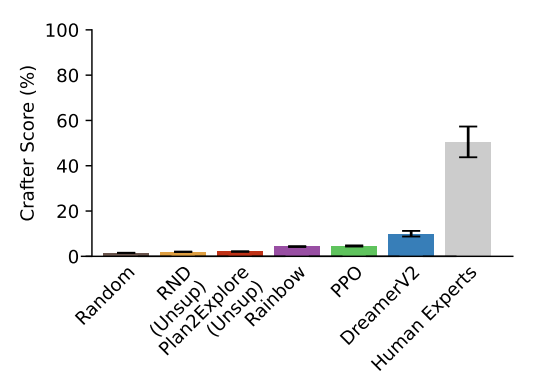 Crafter Score (%)
100
80
60
40
20
0
Random
RND
(Unsup)
Plan2Explore
(Unsup)
Rainbow
PPO
DreamerV2
Human Experts